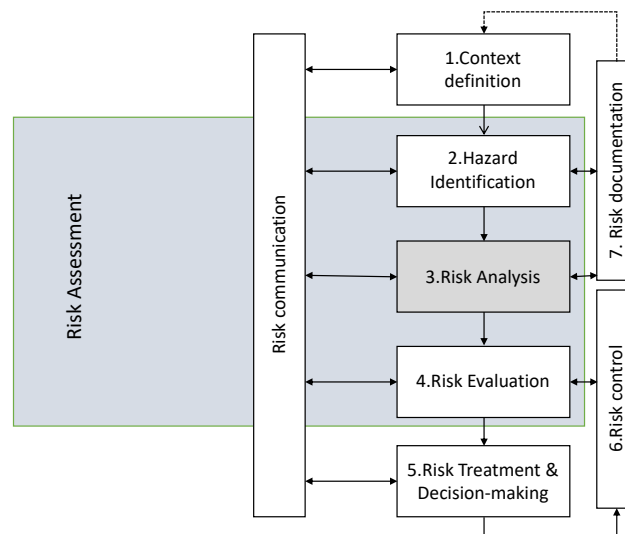 1.Context
definition
2.Hazard
Identification
3.Risk Analysis
4.Risk Evaluation
5.Risk Treatment &
Decision-making
Risk Assessment
Risk communication
7. Risk documentation
6.Risk control